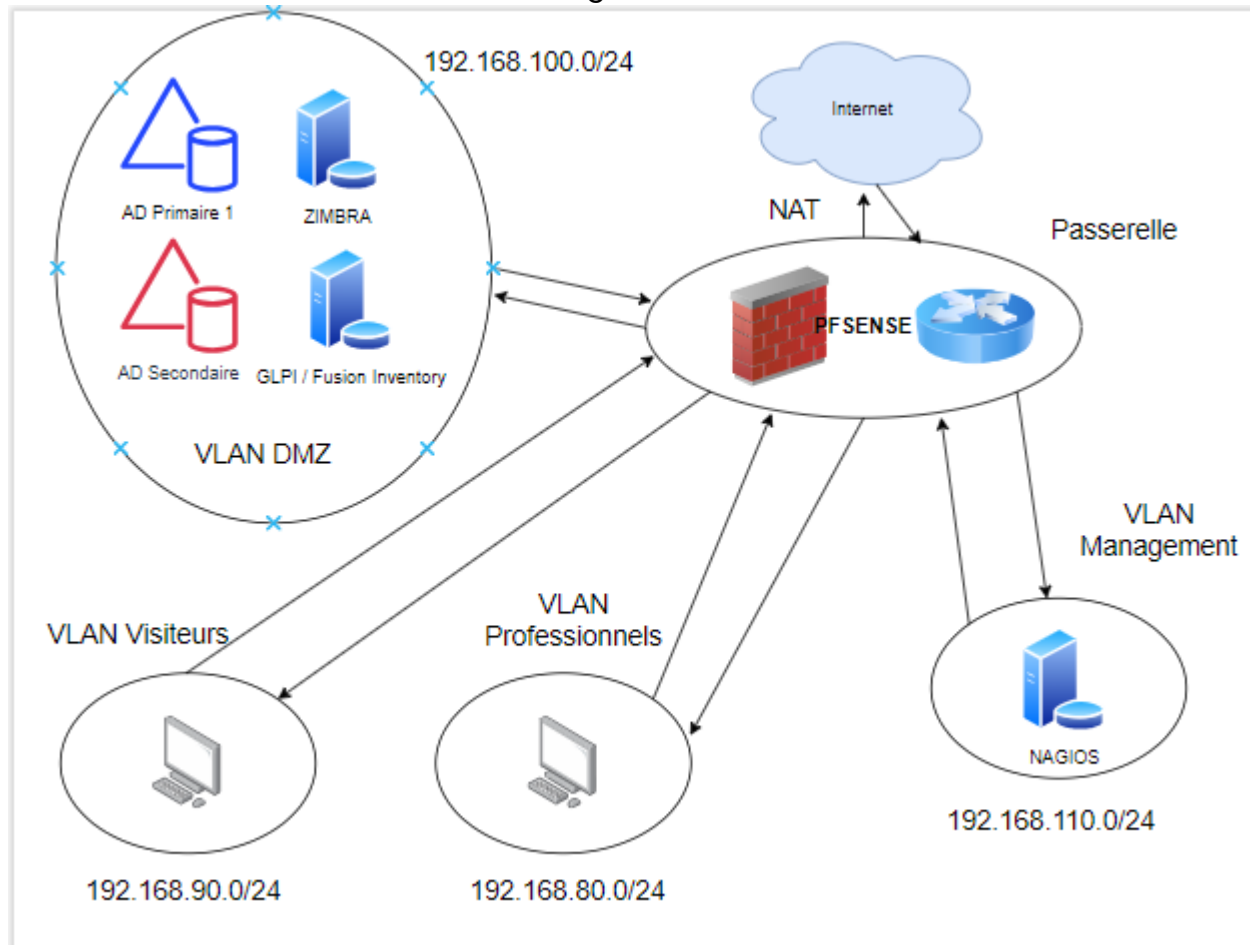 192.168.100.0/24
Internet
AD Primaire 1
ZIMBRA
NAT
Passerelle
PFSENSE
AD Secondaire
GLPI / Fusion Inventory
VLAN DMZ
VLAN
Management
VLAN Visiteurs
VLAN
Professionnels
NAGIOS
192.168.110.0/24
192.168.90.0/24
192.168.80.0/24